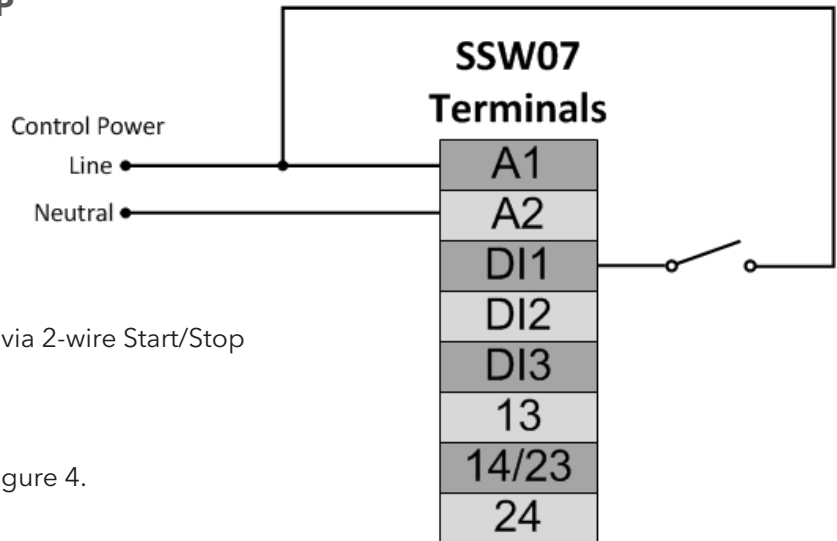 P
SSW07
Terminals
Control Power
Line
Neutral
A1
A2
DI1
DI2
DI3
13
14/23
24
via 2-wire Start/Stop
gure 4.